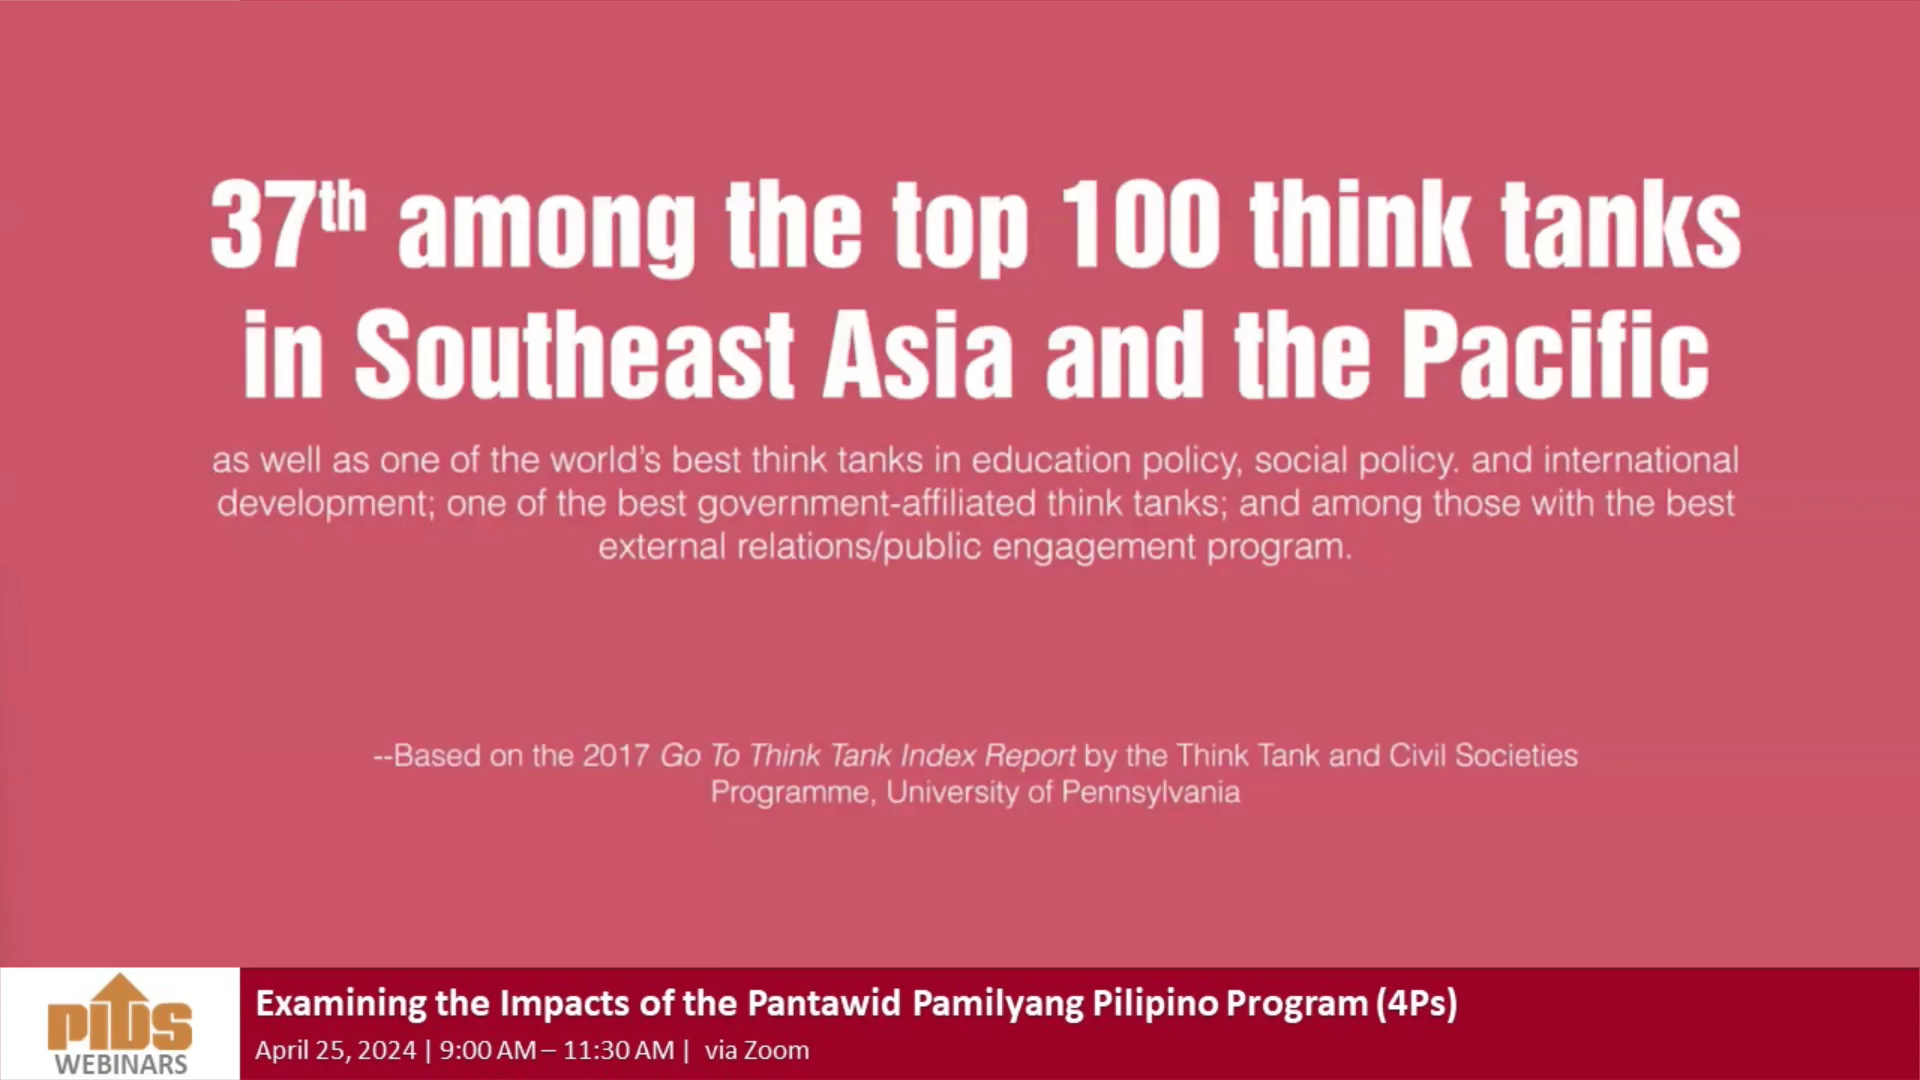 37th among the top 100 think tanks
in Southeast Asia and the Pacific
as well as one of the world's best think tanks in education policy, social policy. and international
development; one of the best government-affiliated think tanks; and among those with the best
external relations/public engagement program.
--Based on the 2017 Go To Think Tank Index Report by the Think Tank and Civil Societies
Programme, University of Pennsylvania
pids
WEBINARS
Examining the Impacts of the Pantawid Pamilyang Pilipino Program (4Ps)
April 25, 2024 | 9:00 AM – 11:30 AM | via Zoom